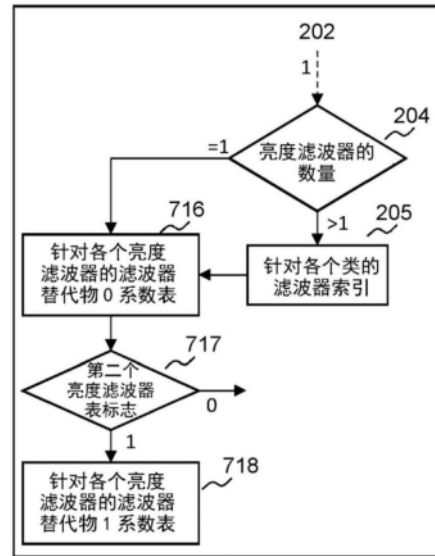 202
1
204
=1
亮度滤波器的
数量
>1
205
716
针对各个亮度
滤波器的滤波器
替代物0系数表
针对各个类的
滤波器索引
717
第二个
亮度滤波器
表标志
0
1
针对各个亮度
滤波器的滤波器
替代物1系数表
718